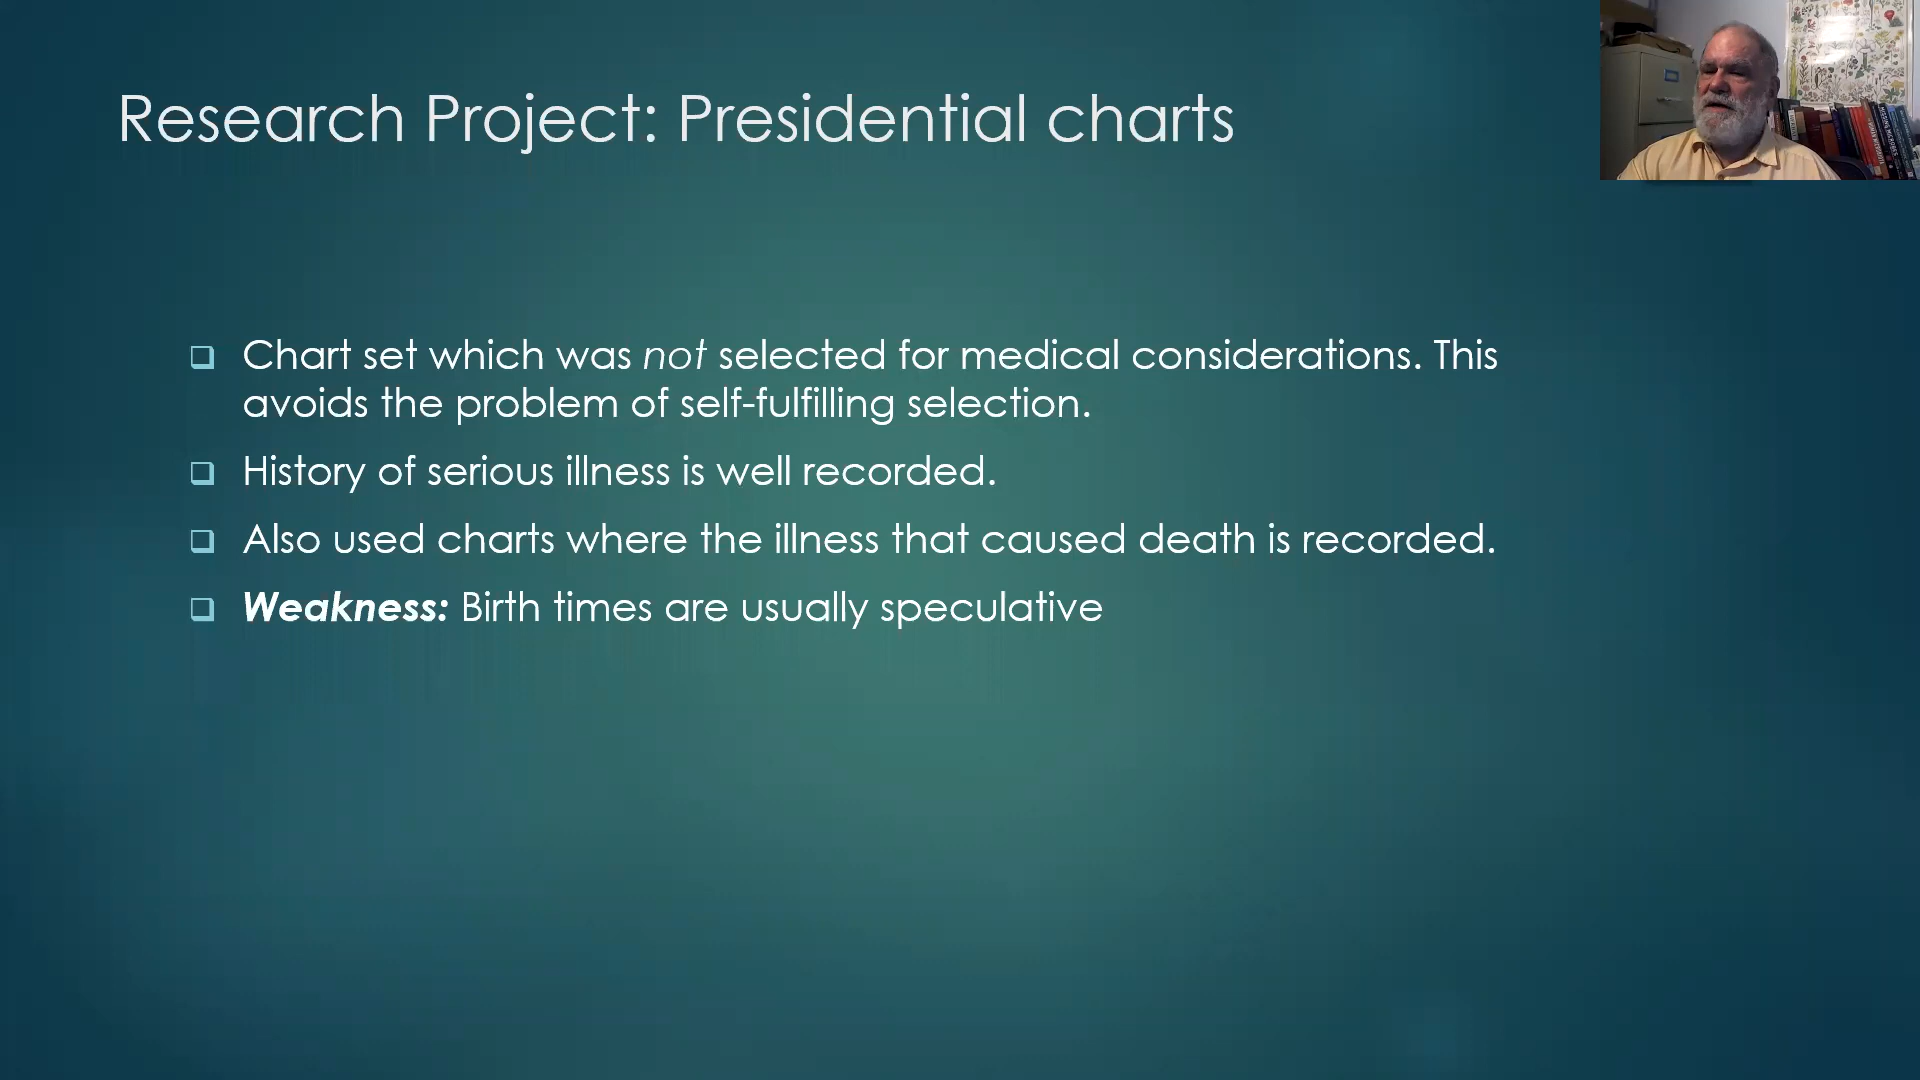 Research Project: Presidential charts
Chart set which was not selected for medical considerations. This
avoids the problem of self-fulfilling selection.
History of serious illness is well recorded.
Also used charts where the illness that caused death is recorded.
Weakness: Birth times are usually speculative